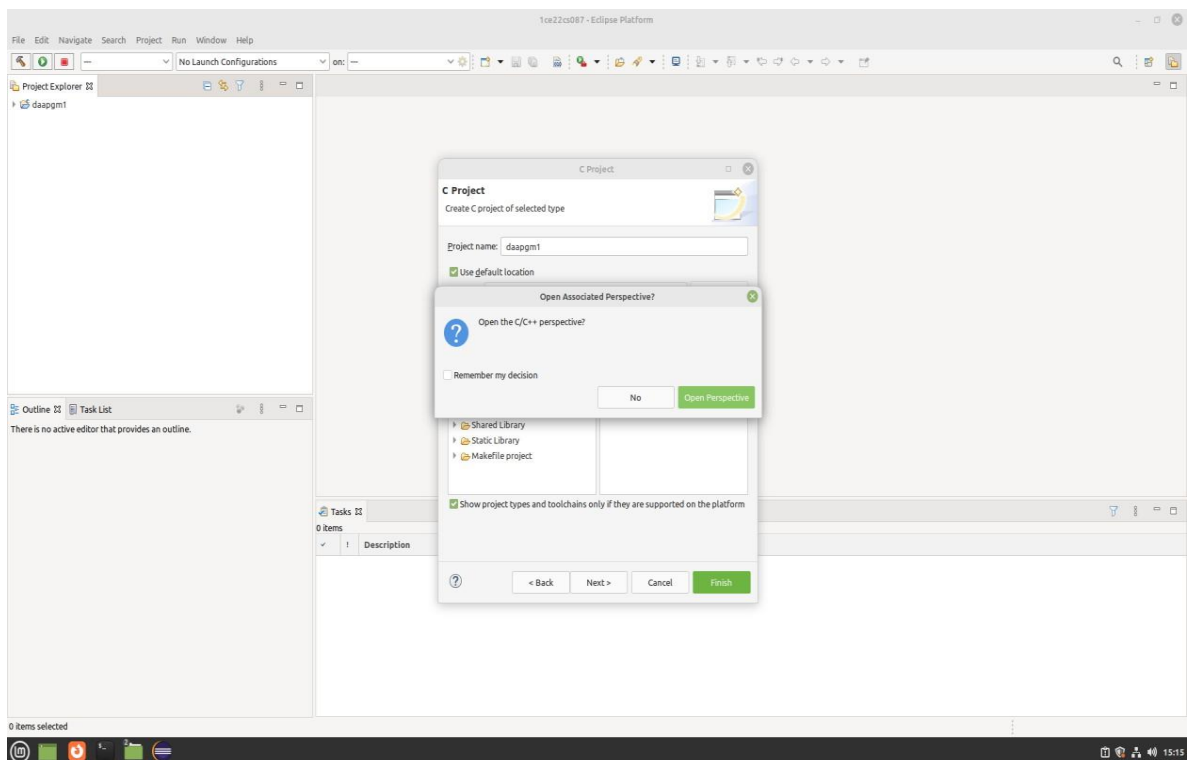 1ce22cs087 - Eclipse Platform
File Edit Navigate Search Project Run Window Help
No Launch Configurations on: —
Project Explorer
daapgm1
C Project
C Project
Create C project of selected type
Project name: daapgm1
Use default location
Open Associated Perspective?
Open the C/C++ perspective?
Remember my decision
No Open Perspective
Outline Task List
There is no active editor that provides an outline.
Shared Library
Static Library
Makefile project
Show project types and toolchains only if they are supported on the platform
Tasks
0 items
! Description
< Back Next > Cancel Finish
0 items selected
15:15